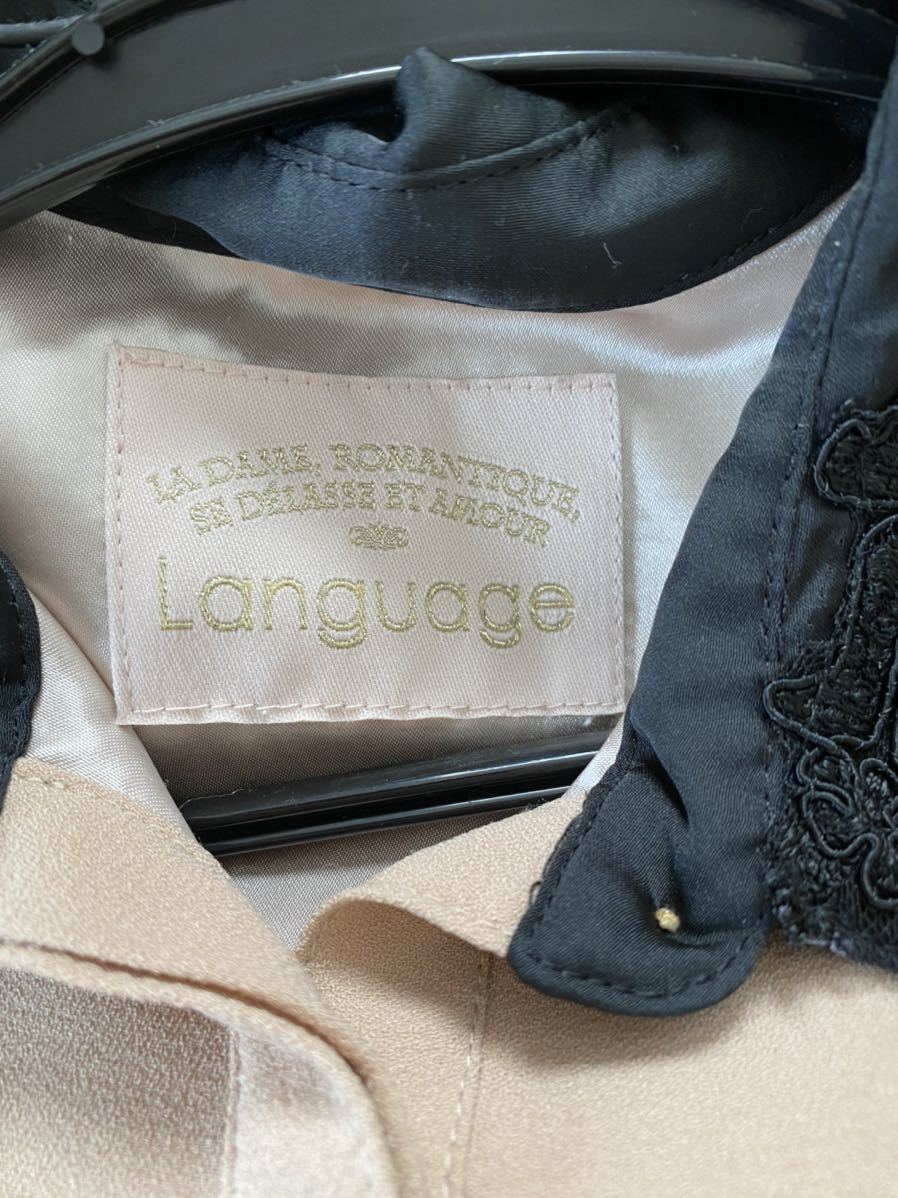 LA DAME, ROMANTIQUE,
SE DÉLASSE ET AMOUR
Language